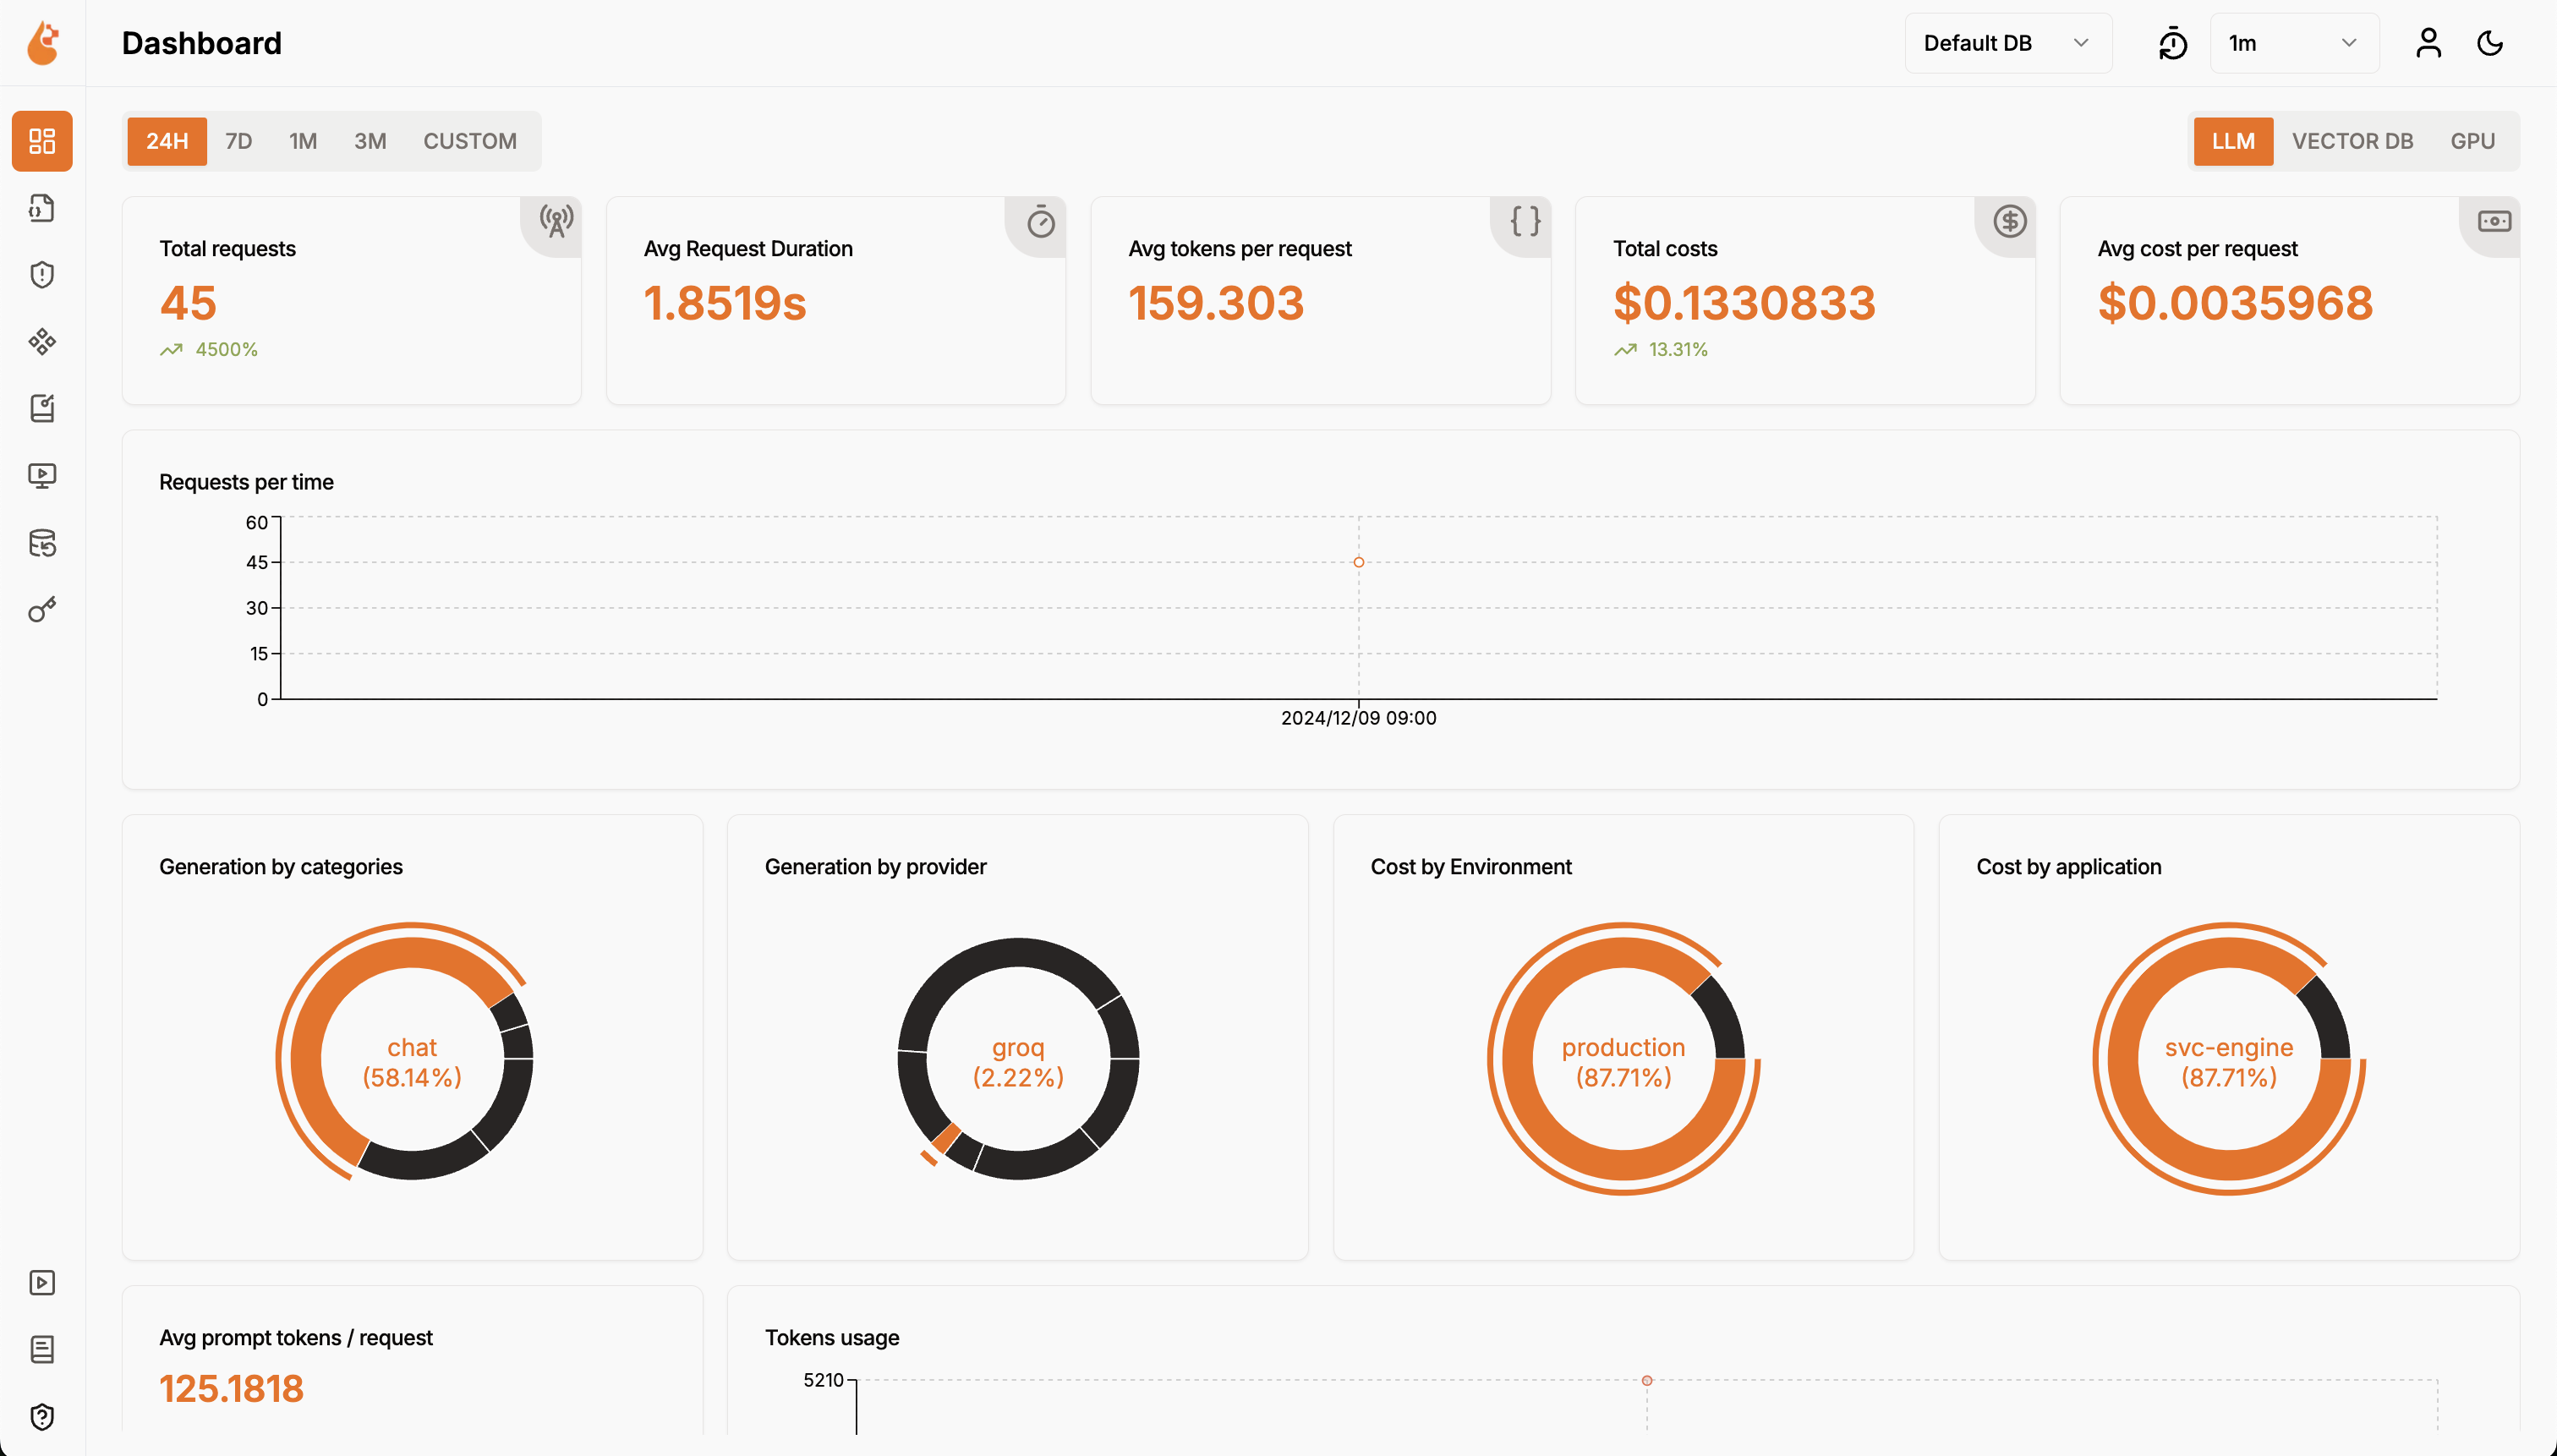 Dashboard
Default DB
1m
24H
7D
1M
3M
CUSTOM
LLM
VECTOR DB
GPU
Total requests
45
4500%
Avg Request Duration
1.8519s
Avg tokens per request
{ }
159.303
Total costs
$
$0.1330833
13.31%
Avg cost per request
$0.0035968
Requests per time
60
45
30
15
0
2024/12/09 09:00
Generation by categories
chat
(58.14%)
Generation by provider
groq
(2.22%)
Cost by Environment
production
(87.71%)
Cost by application
svc-engine
(87.71%)
Avg prompt tokens / request
125.1818
Tokens usage
5210